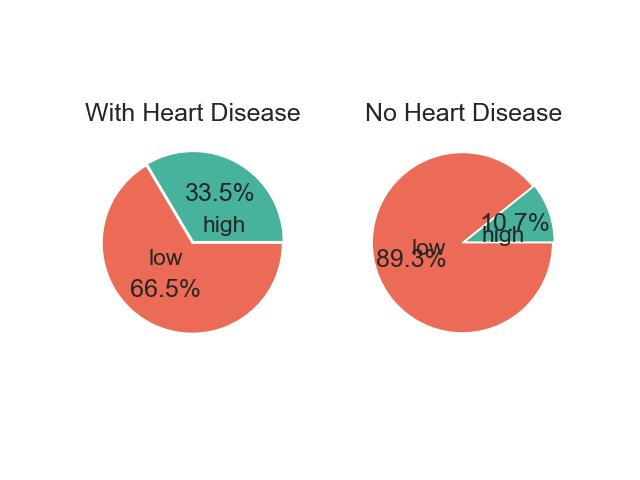 With Heart Disease
33.5%
high
low
66.5%
No Heart Disease
10.7%
high
low
89.3%